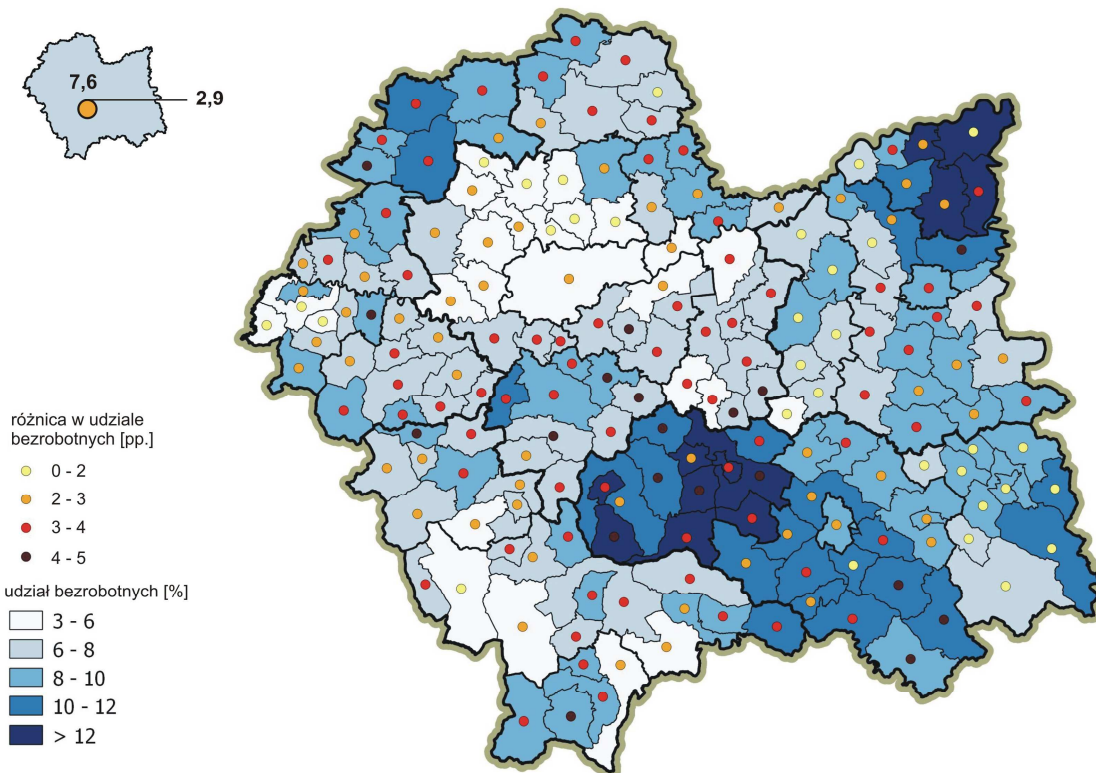 7,6
2,9
różnica w udziale
bezrobotnych [pp.]
0 - 2
2 - 3
3 - 4
4 - 5
udział bezrobotnych [%]
3 - 6
6 - 8
8 - 10
10 - 12
> 12